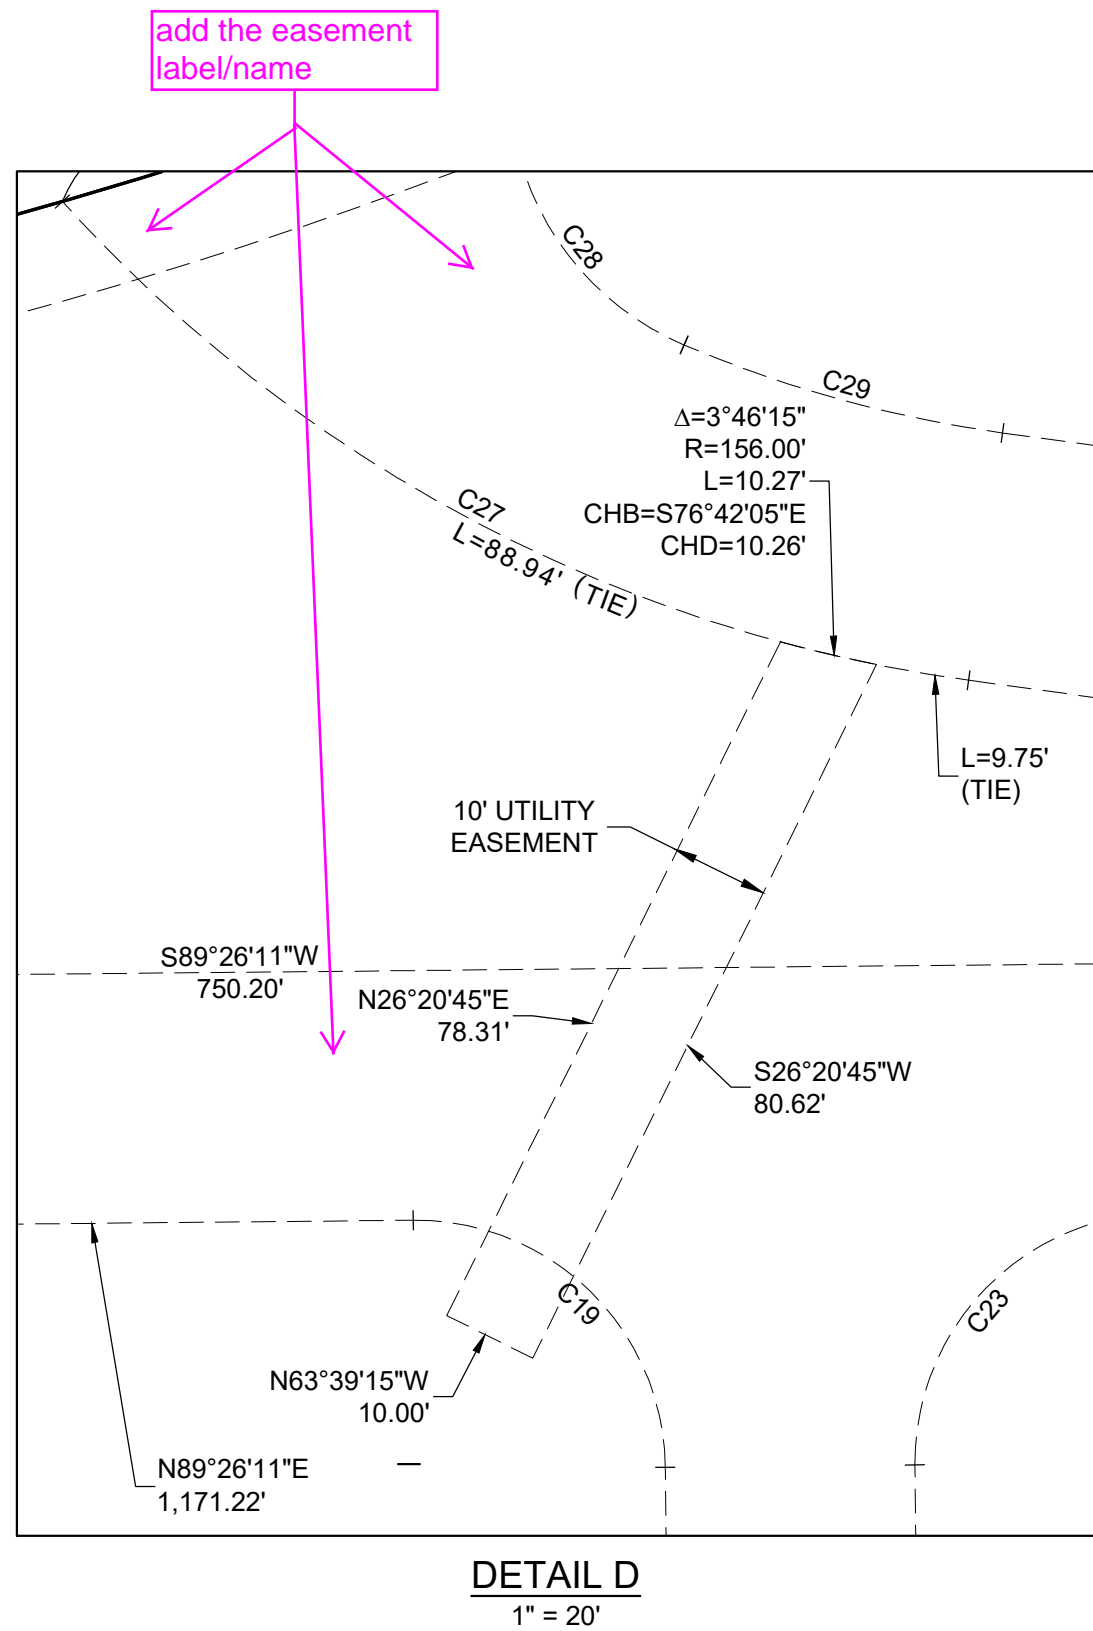 add the easement
label/name
C28
C29
Δ=3°46'15"
R=156.00'
L=10.27'
CHB=S76°42'05"E
CHD=10.26'
C27
L=88.94' (TIE)
L=9.75'
(TIE)
10' UTILITY
EASEMENT
S89°26'11"W
750.20'
N26°20'45"E
78.31'
S26°20'45"W
80.62'
C19
C23
N63°39'15"W
10.00'
N89°26'11"E
1,171.22'
DETAIL D
1" = 20'